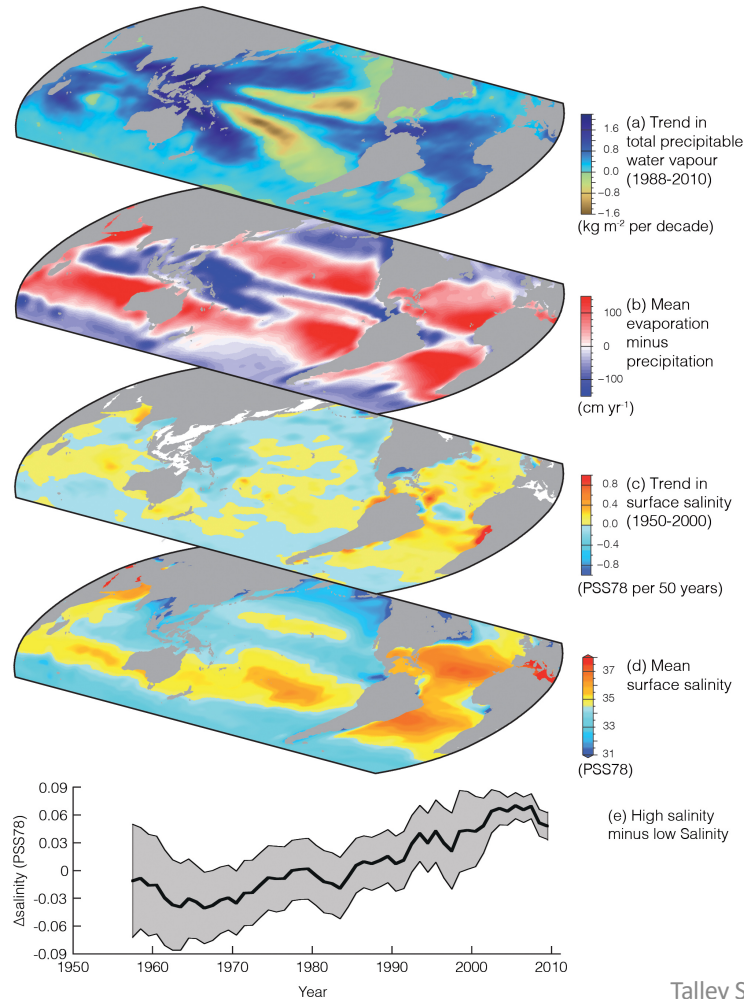 1.6
0.8
0.0
−0.8
−1.6
(a) Trend in
total precipitable
water vapour
(1988-2010)
(kg m⁻² per decade)
100
0
−100
(b) Mean
evaporation
minus
precipitation
(cm yr⁻¹)
0.8
0.4
0.0
−0.4
−0.8
(c) Trend in
surface salinity
(1950-2000)
(PSS78 per 50 years)
37
35
33
31
(d) Mean
surface salinity
(PSS78)
(e) High salinity
minus low Salinity
Δsalinity (PSS78)
0.09
0.06
0.03
0
-0.03
-0.06
-0.09
1950 1960 1970 1980 1990 2000 2010
Year
Talley S